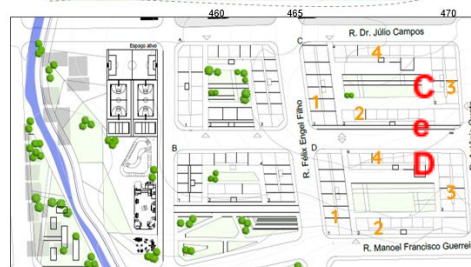 460 465 470
R. Dr. Júlio Campos
A
C
4
Espaço ativo
C
1
3
2
R. Félix Engel Filho
e
B
D
4
D
3
1
2
R. Manoel Francisco Guerrei